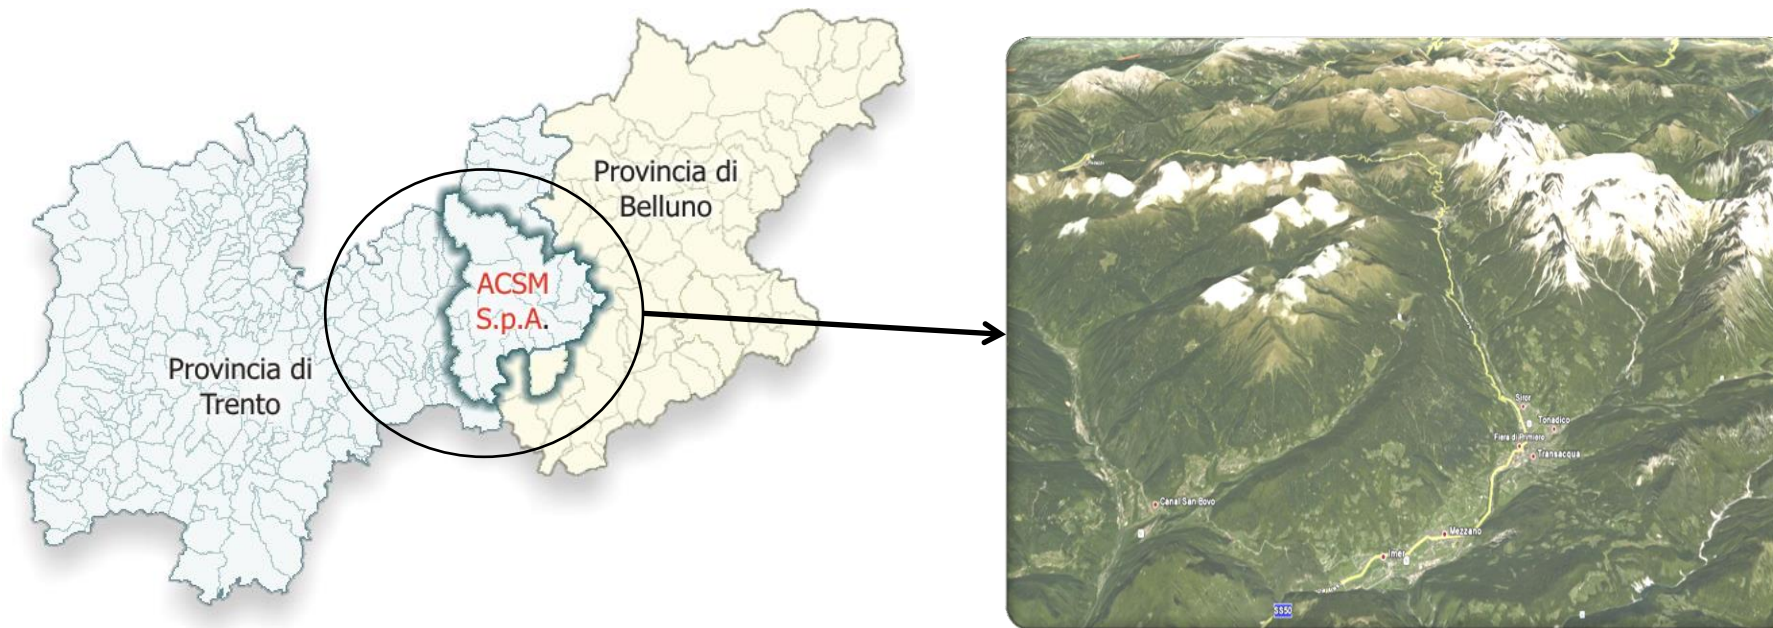 Provincia di
Belluno
ACSM
S.p.A.
Provincia di
Trento
Siror
Tonadico
Fiera di Primiero
Transacqua
Canal San Bovo
Mezzano
Imer
SS50